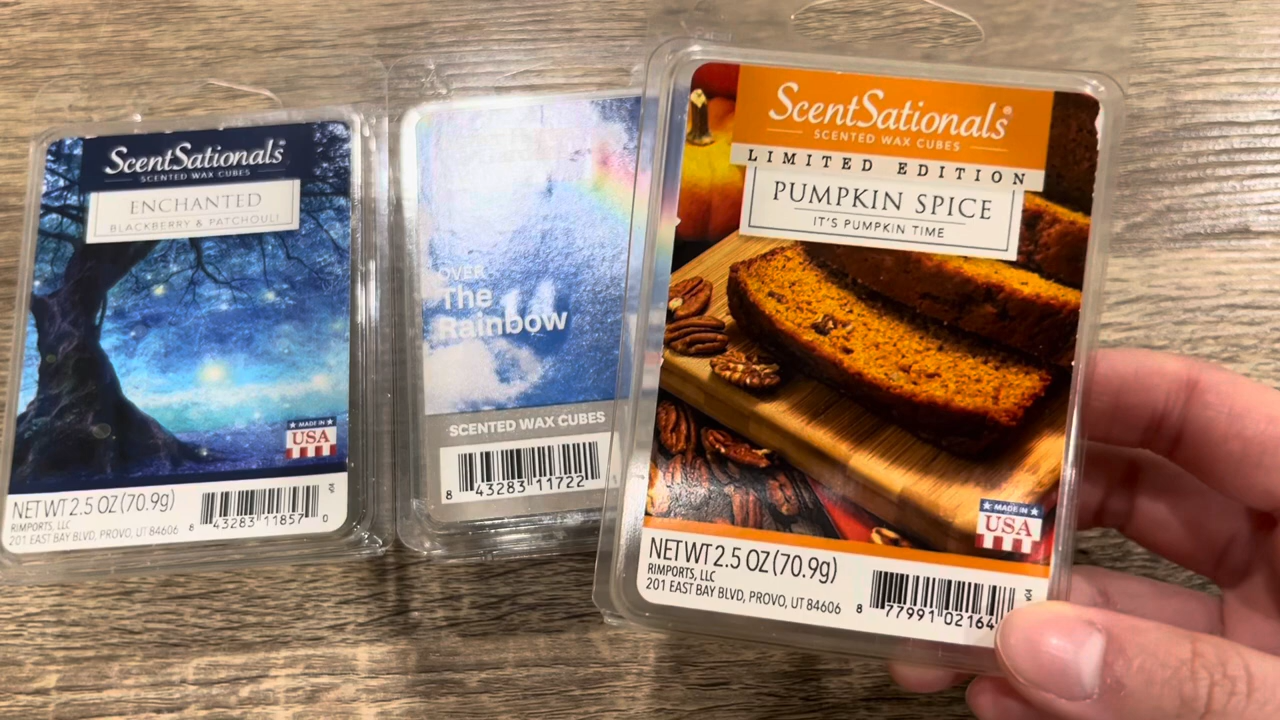 ScentSationals®
SCENTED WAX CUBES
ENCHANTED
BLACKBERRY & PATCHOULI
MADE IN
USA
NET WT 2.5 OZ (70.9g)
RIMPORTS, LLC
201 EAST BAY BLVD, PROVO, UT 84606
8 43283 11857 0
OVER
The
Rainbow
SCENTED WAX CUBES
8 43283 11722
ScentSationals®
SCENTED WAX CUBES
LIMITED EDITION
PUMPKIN SPICE
IT'S PUMPKIN TIME
MADE IN
USA
NET WT 2.5 OZ (70.9g)
RIMPORTS, LLC
201 EAST BAY BLVD, PROVO, UT 84606
8 77991 02164